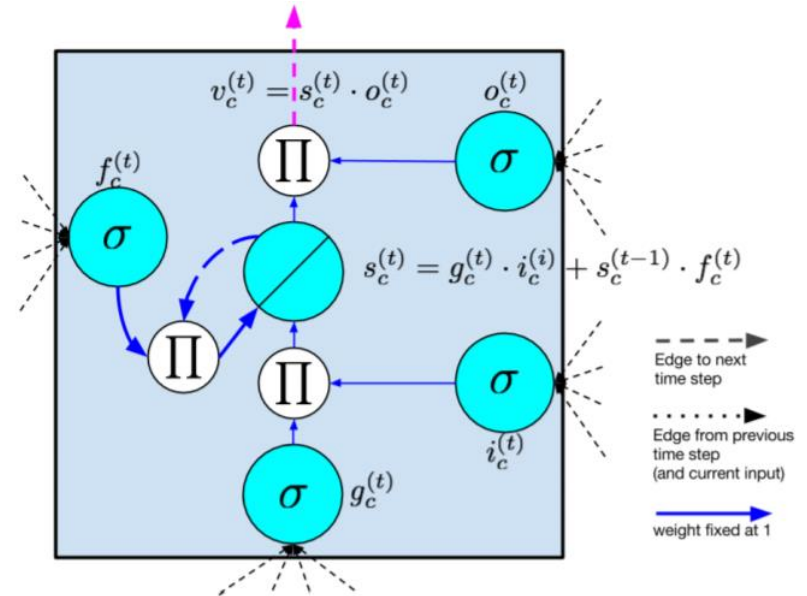 v_c^{(t)} = s_c^{(t)} · o_c^{(t)}
o_c^{(t)}
f_c^{(t)}
∏
σ
σ
s_c^{(t)} = g_c^{(t)} · i_c^{(i)} + s_c^{(t-1)} · f_c^{(t)}
∏
∏
σ
i_c^{(t)}
σ
g_c^{(t)}
Edge to next
time step
Edge from previous
time step
(and current input)
weight fixed at 1